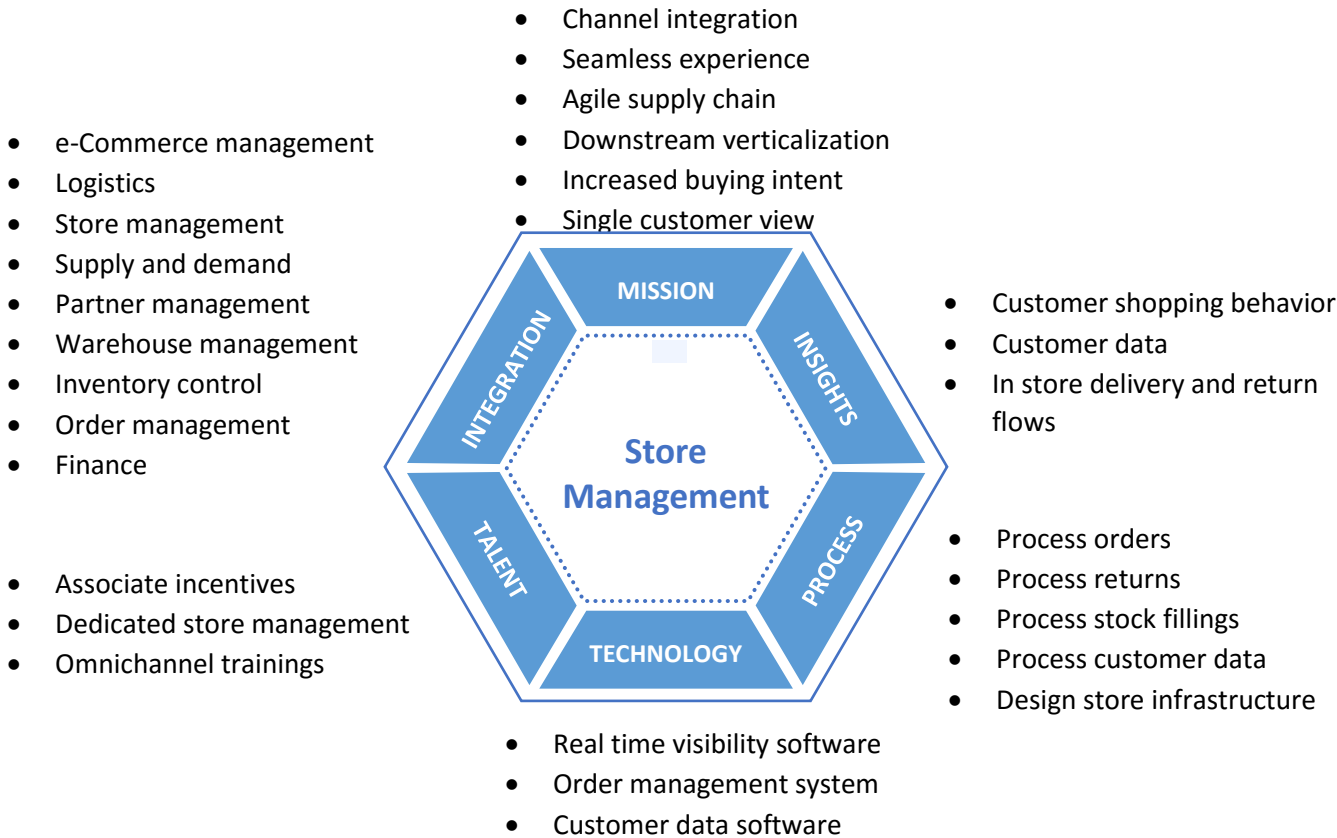 • Channel integration
• Seamless experience
• Agile supply chain
• Downstream verticalization
• Increased buying intent
• Single customer view
• e-Commerce management
• Logistics
• Store management
• Supply and demand
• Partner management
• Warehouse management
• Inventory control
• Order management
• Finance
MISSION
INTEGRATION
INSIGHTS
• Customer shopping behavior
• Customer data
• In store delivery and return
flows
Store
Management
TALENT
PROCESS
TECHNOLOGY
• Associate incentives
• Dedicated store management
• Omnichannel trainings
• Process orders
• Process returns
• Process stock fillings
• Process customer data
• Design store infrastructure
• Real time visibility software
• Order management system
• Customer data software